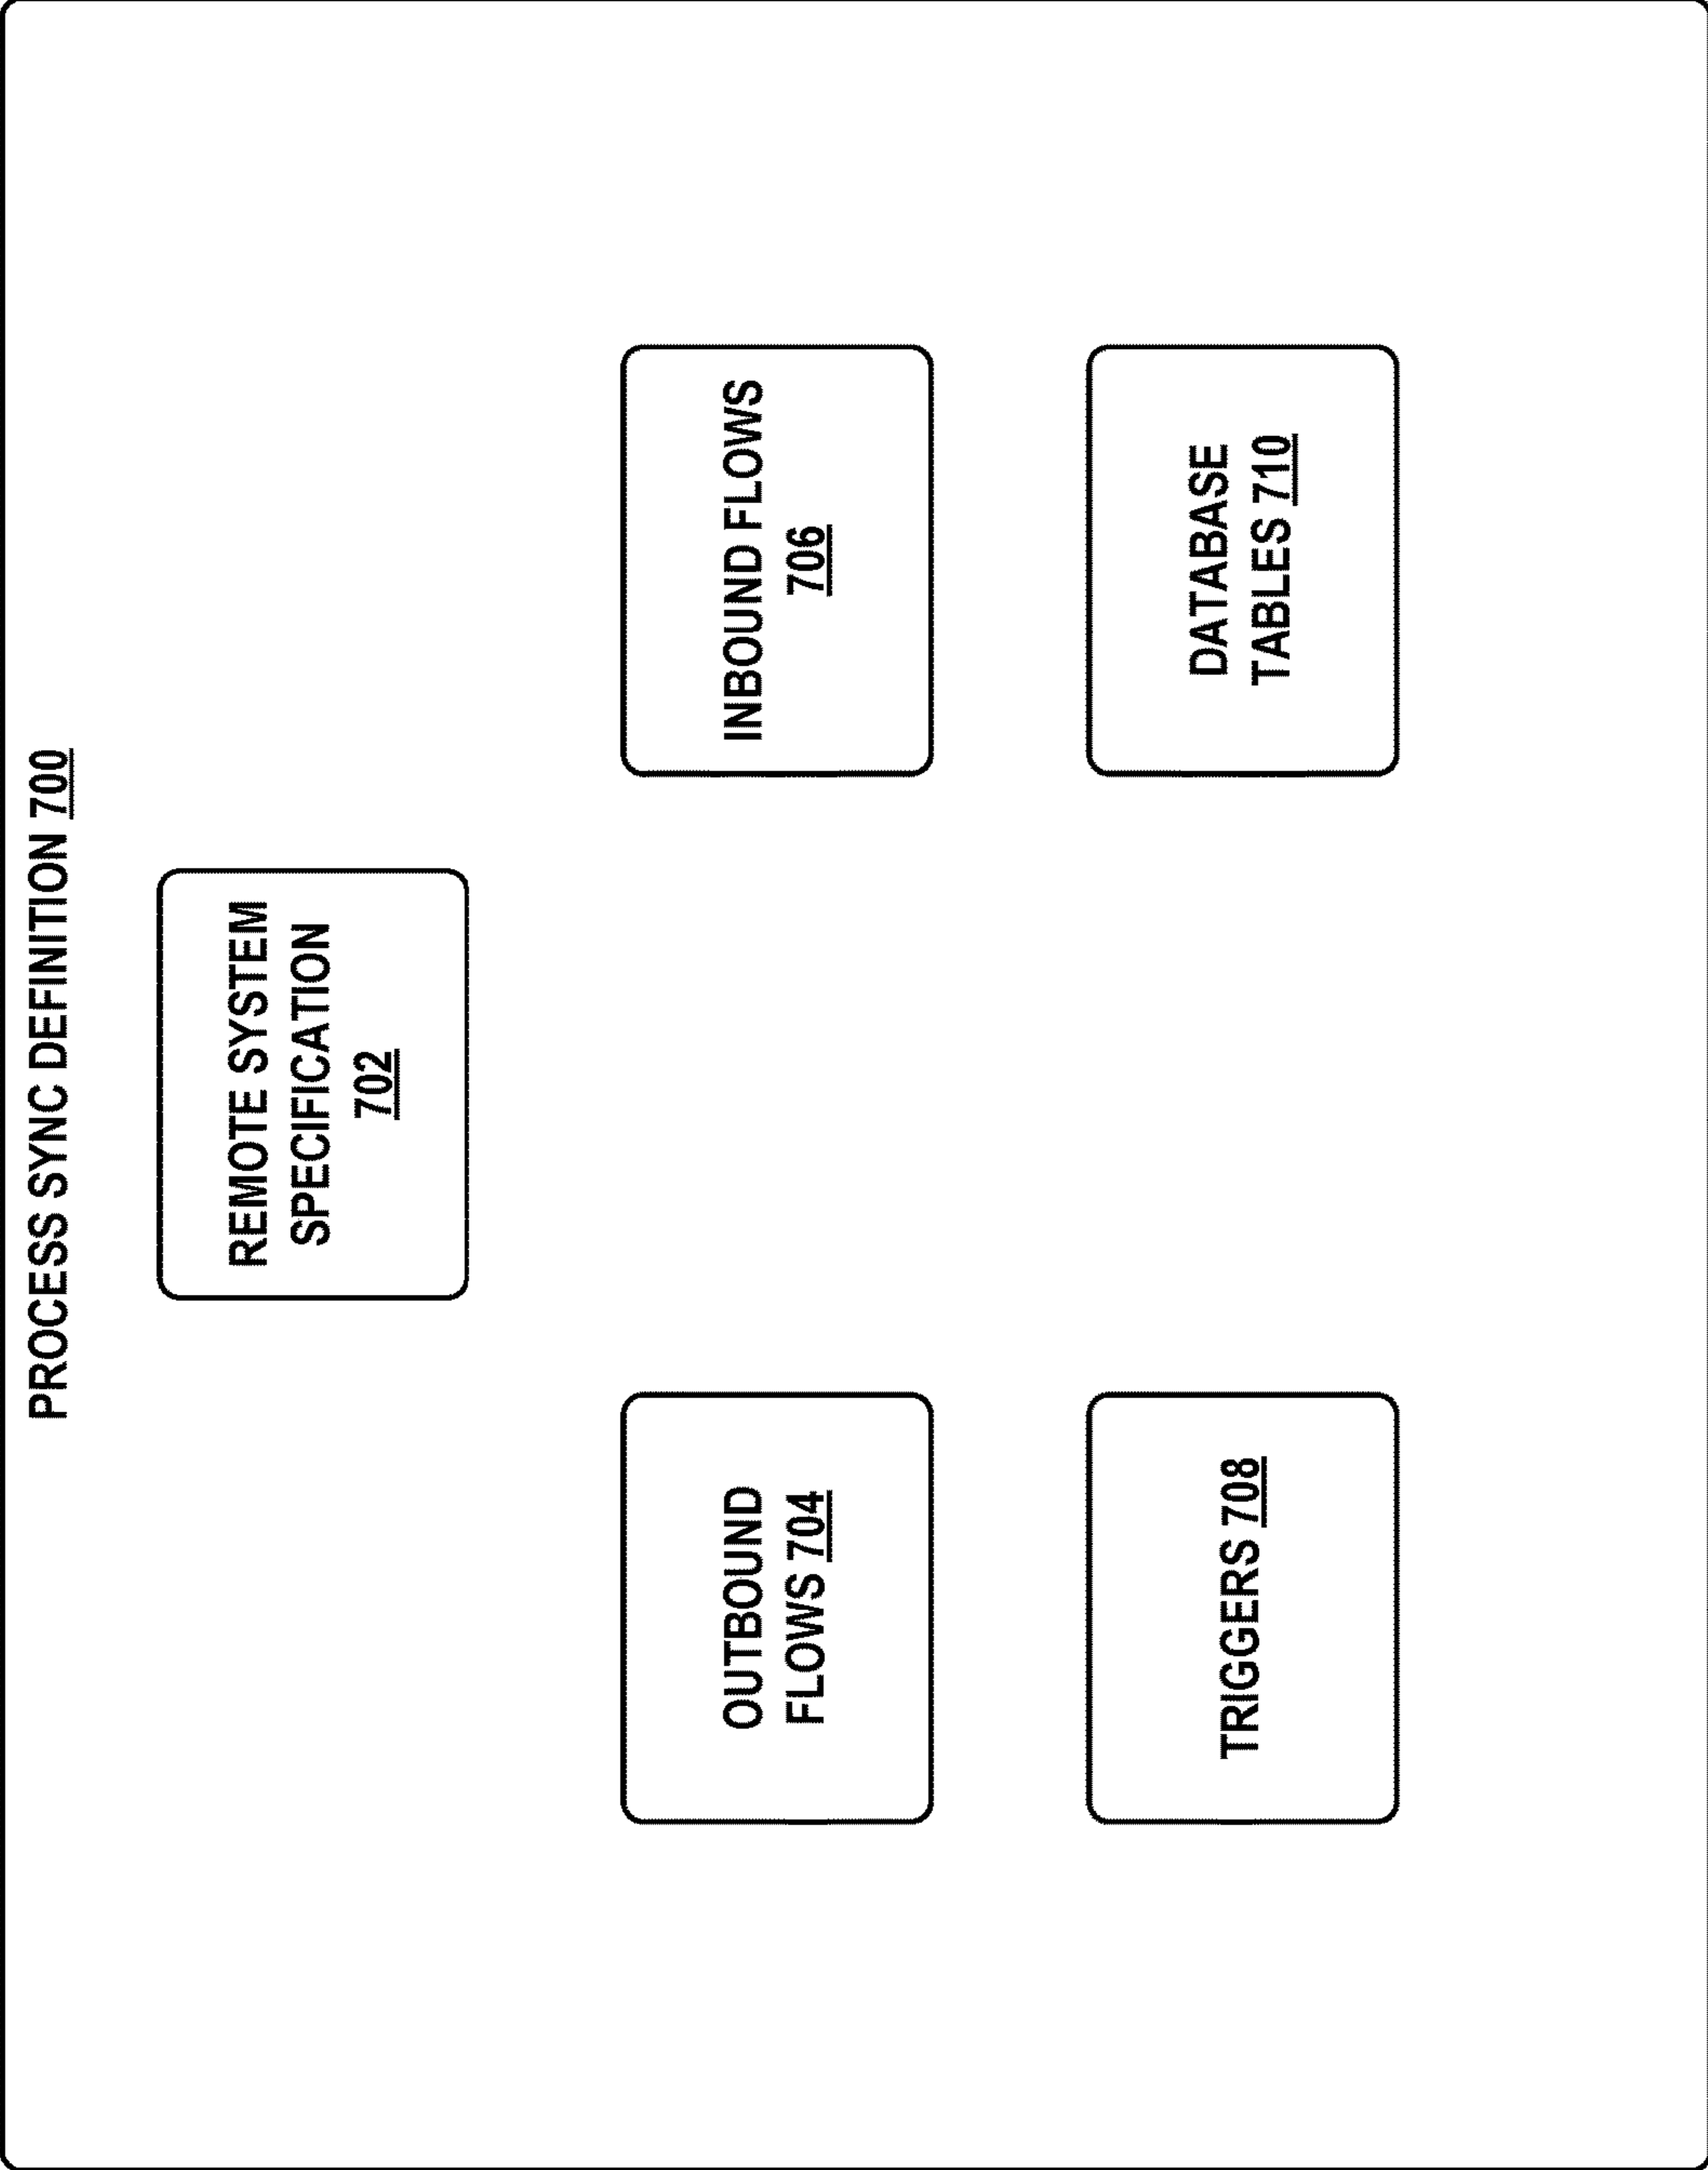 PROCESS SYNC DEFINITION 700
REMOTE SYSTEM
SPECIFICATION
702
OUTBOUND
FLOWS 704
INBOUND FLOWS
706
TRIGGERS 708
DATABASE
TABLES 710